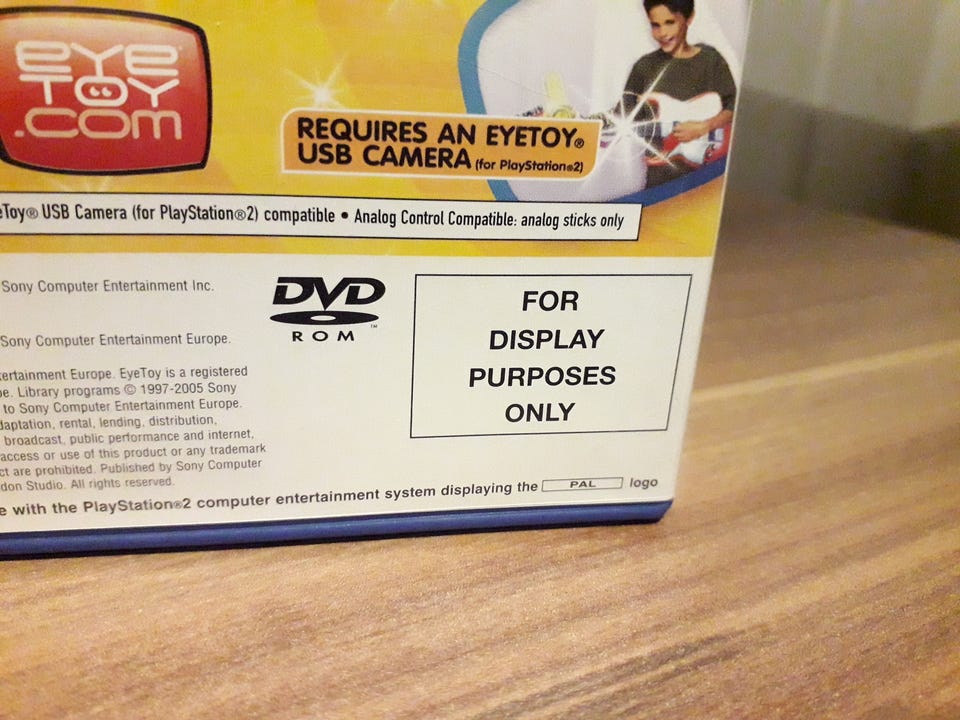 EYE
TOY
.COM
REQUIRES AN EYETOY®
USB CAMERA (for PlayStation®2)
eToy® USB Camera (for PlayStation®2) compatible • Analog Control Compatible: analog sticks only
Sony Computer Entertainment Inc.
DVD
ROM™
FOR
DISPLAY
PURPOSES
ONLY
Sony Computer Entertainment Europe.
ertainment Europe. EyeToy is a registered
pe. Library programs © 1997-2005 Sony
to Sony Computer Entertainment Europe.
daptation, rental, lending, distribution,
broadcast, public performance and internet,
access or use of this product or any trademark
ct are prohibited. Published by Sony Computer
don Studio. All rights reserved.
e with the PlayStation®2 computer entertainment system displaying the PAL logo